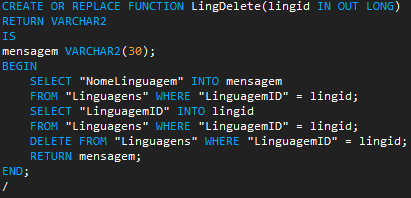 CREATE OR REPLACE FUNCTION LingDelete(lingid IN OUT LONG)
RETURN VARCHAR2
IS
mensagem VARCHAR2(30);
BEGIN
SELECT "NomeLinguagem" INTO mensagem
FROM "Linguagens" WHERE "LinguagemID" = lingid;
SELECT "LinguagemID" INTO lingid
FROM "Linguagens" WHERE "LinguagemID" = lingid;
DELETE FROM "Linguagens" WHERE "LinguagemID" = lingid;
RETURN mensagem;
END;
/